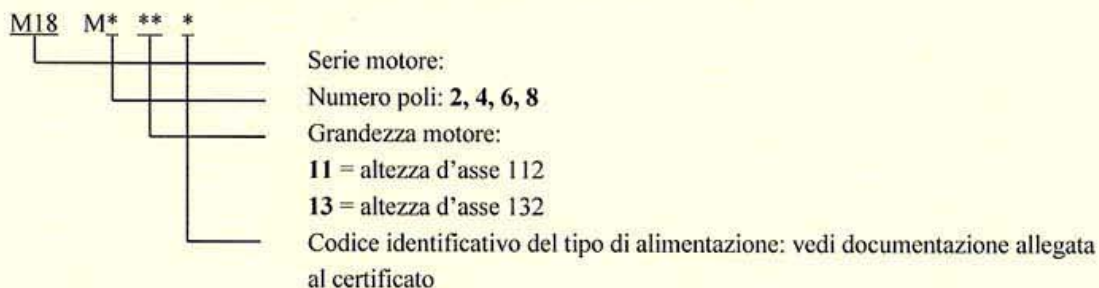 M18 M* ** *
Serie motore:
Numero poli: 2, 4, 6, 8
Grandezza motore:
11 = altezza d'asse 112
13 = altezza d'asse 132
Codice identificativo del tipo di alimentazione: vedi documentazione allegata
al certificato